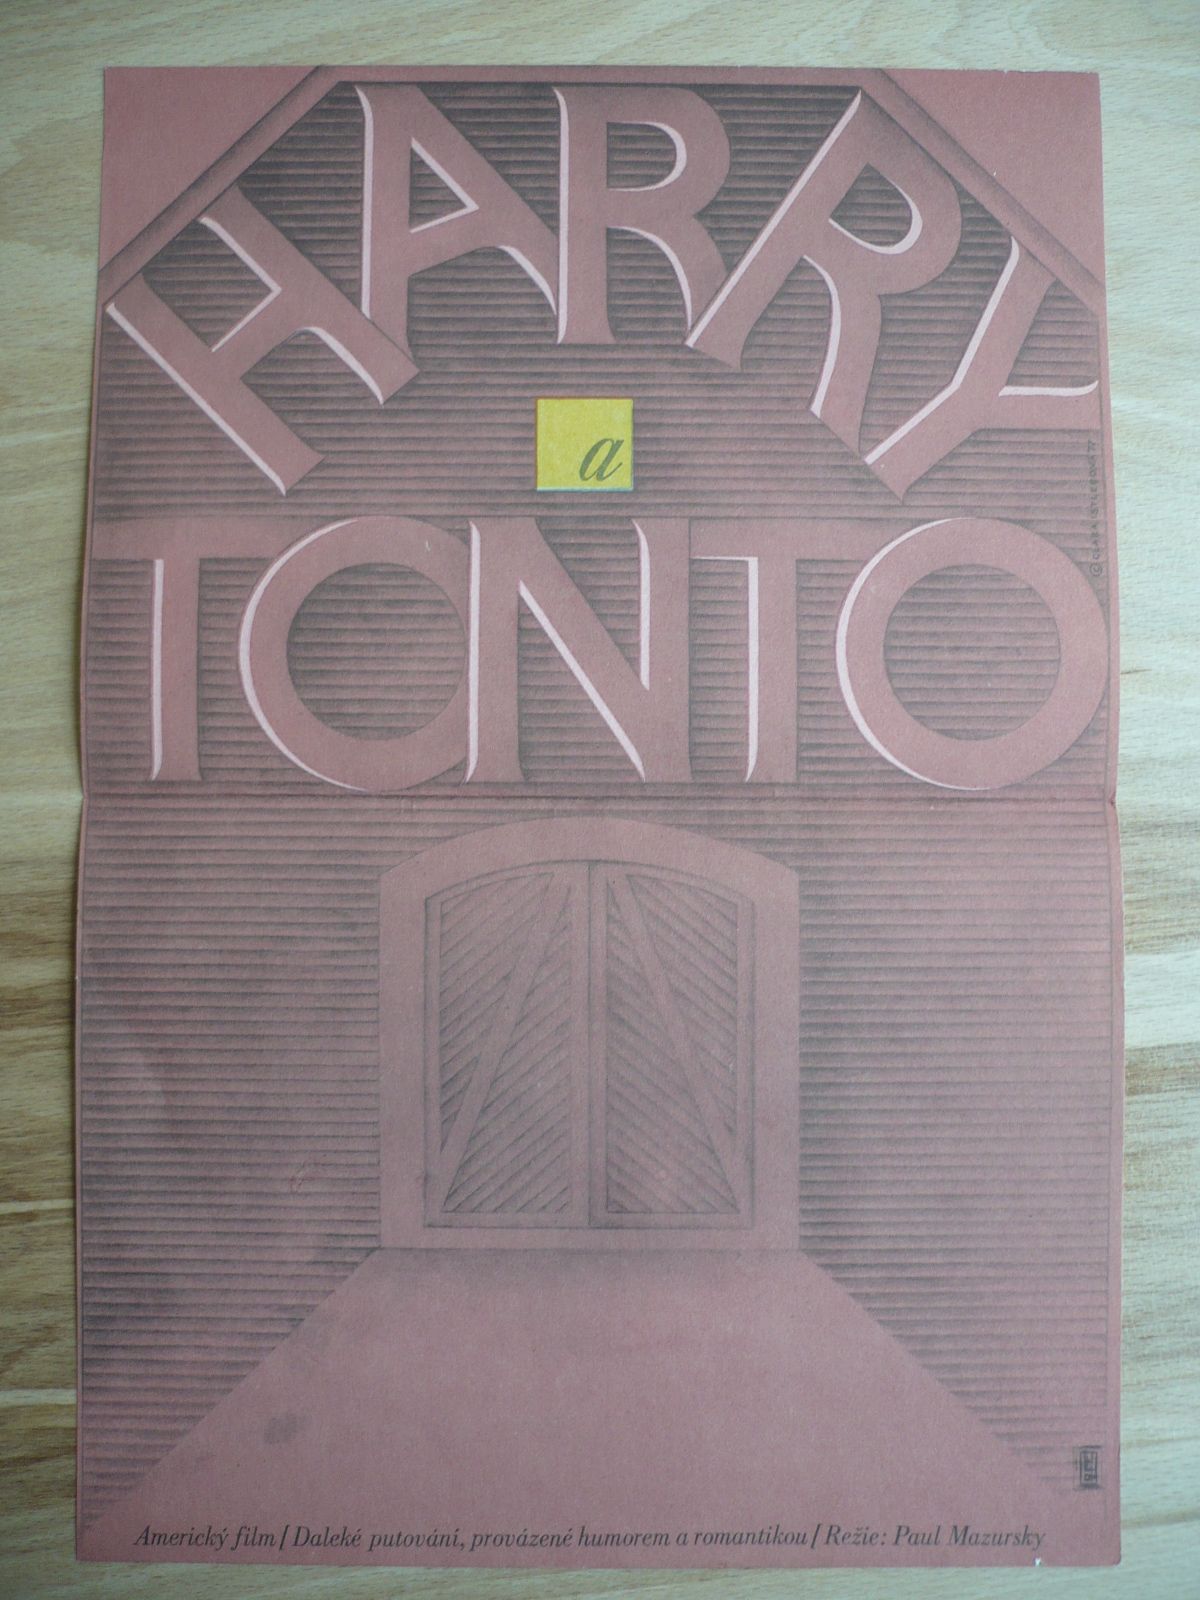 HARRY
a
TONTO
Americký film / Daleké putování, provázené humorem a romantikou / Režie: Paul Mazursky